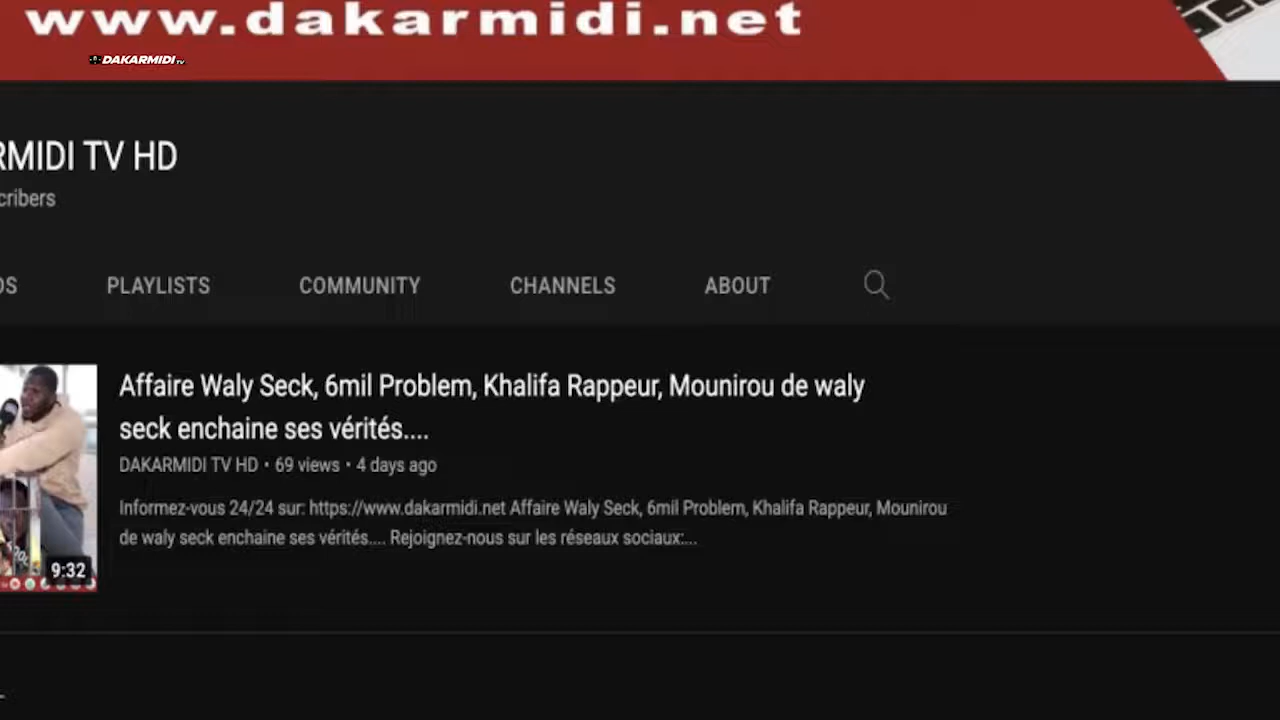 www.dakarmidi.net
DAKARMIDI TV
RMIDI TV HD
cribers
PLAYLISTS
COMMUNITY
CHANNELS
ABOUT
Affaire Waly Seck, 6mil Problem, Khalifa Rappeur, Mounirou de waly
seck enchaine ses vérités....
DAKARMIDI TV HD • 69 views • 4 days ago
Informez-vous 24/24 sur: https://www.dakarmidi.net Affaire Waly Seck, 6mil Problem, Khalifa Rappeur, Mounirou
de waly seck enchaine ses vérités.... Rejoignez-nous sur les réseaux sociaux:...
9:32